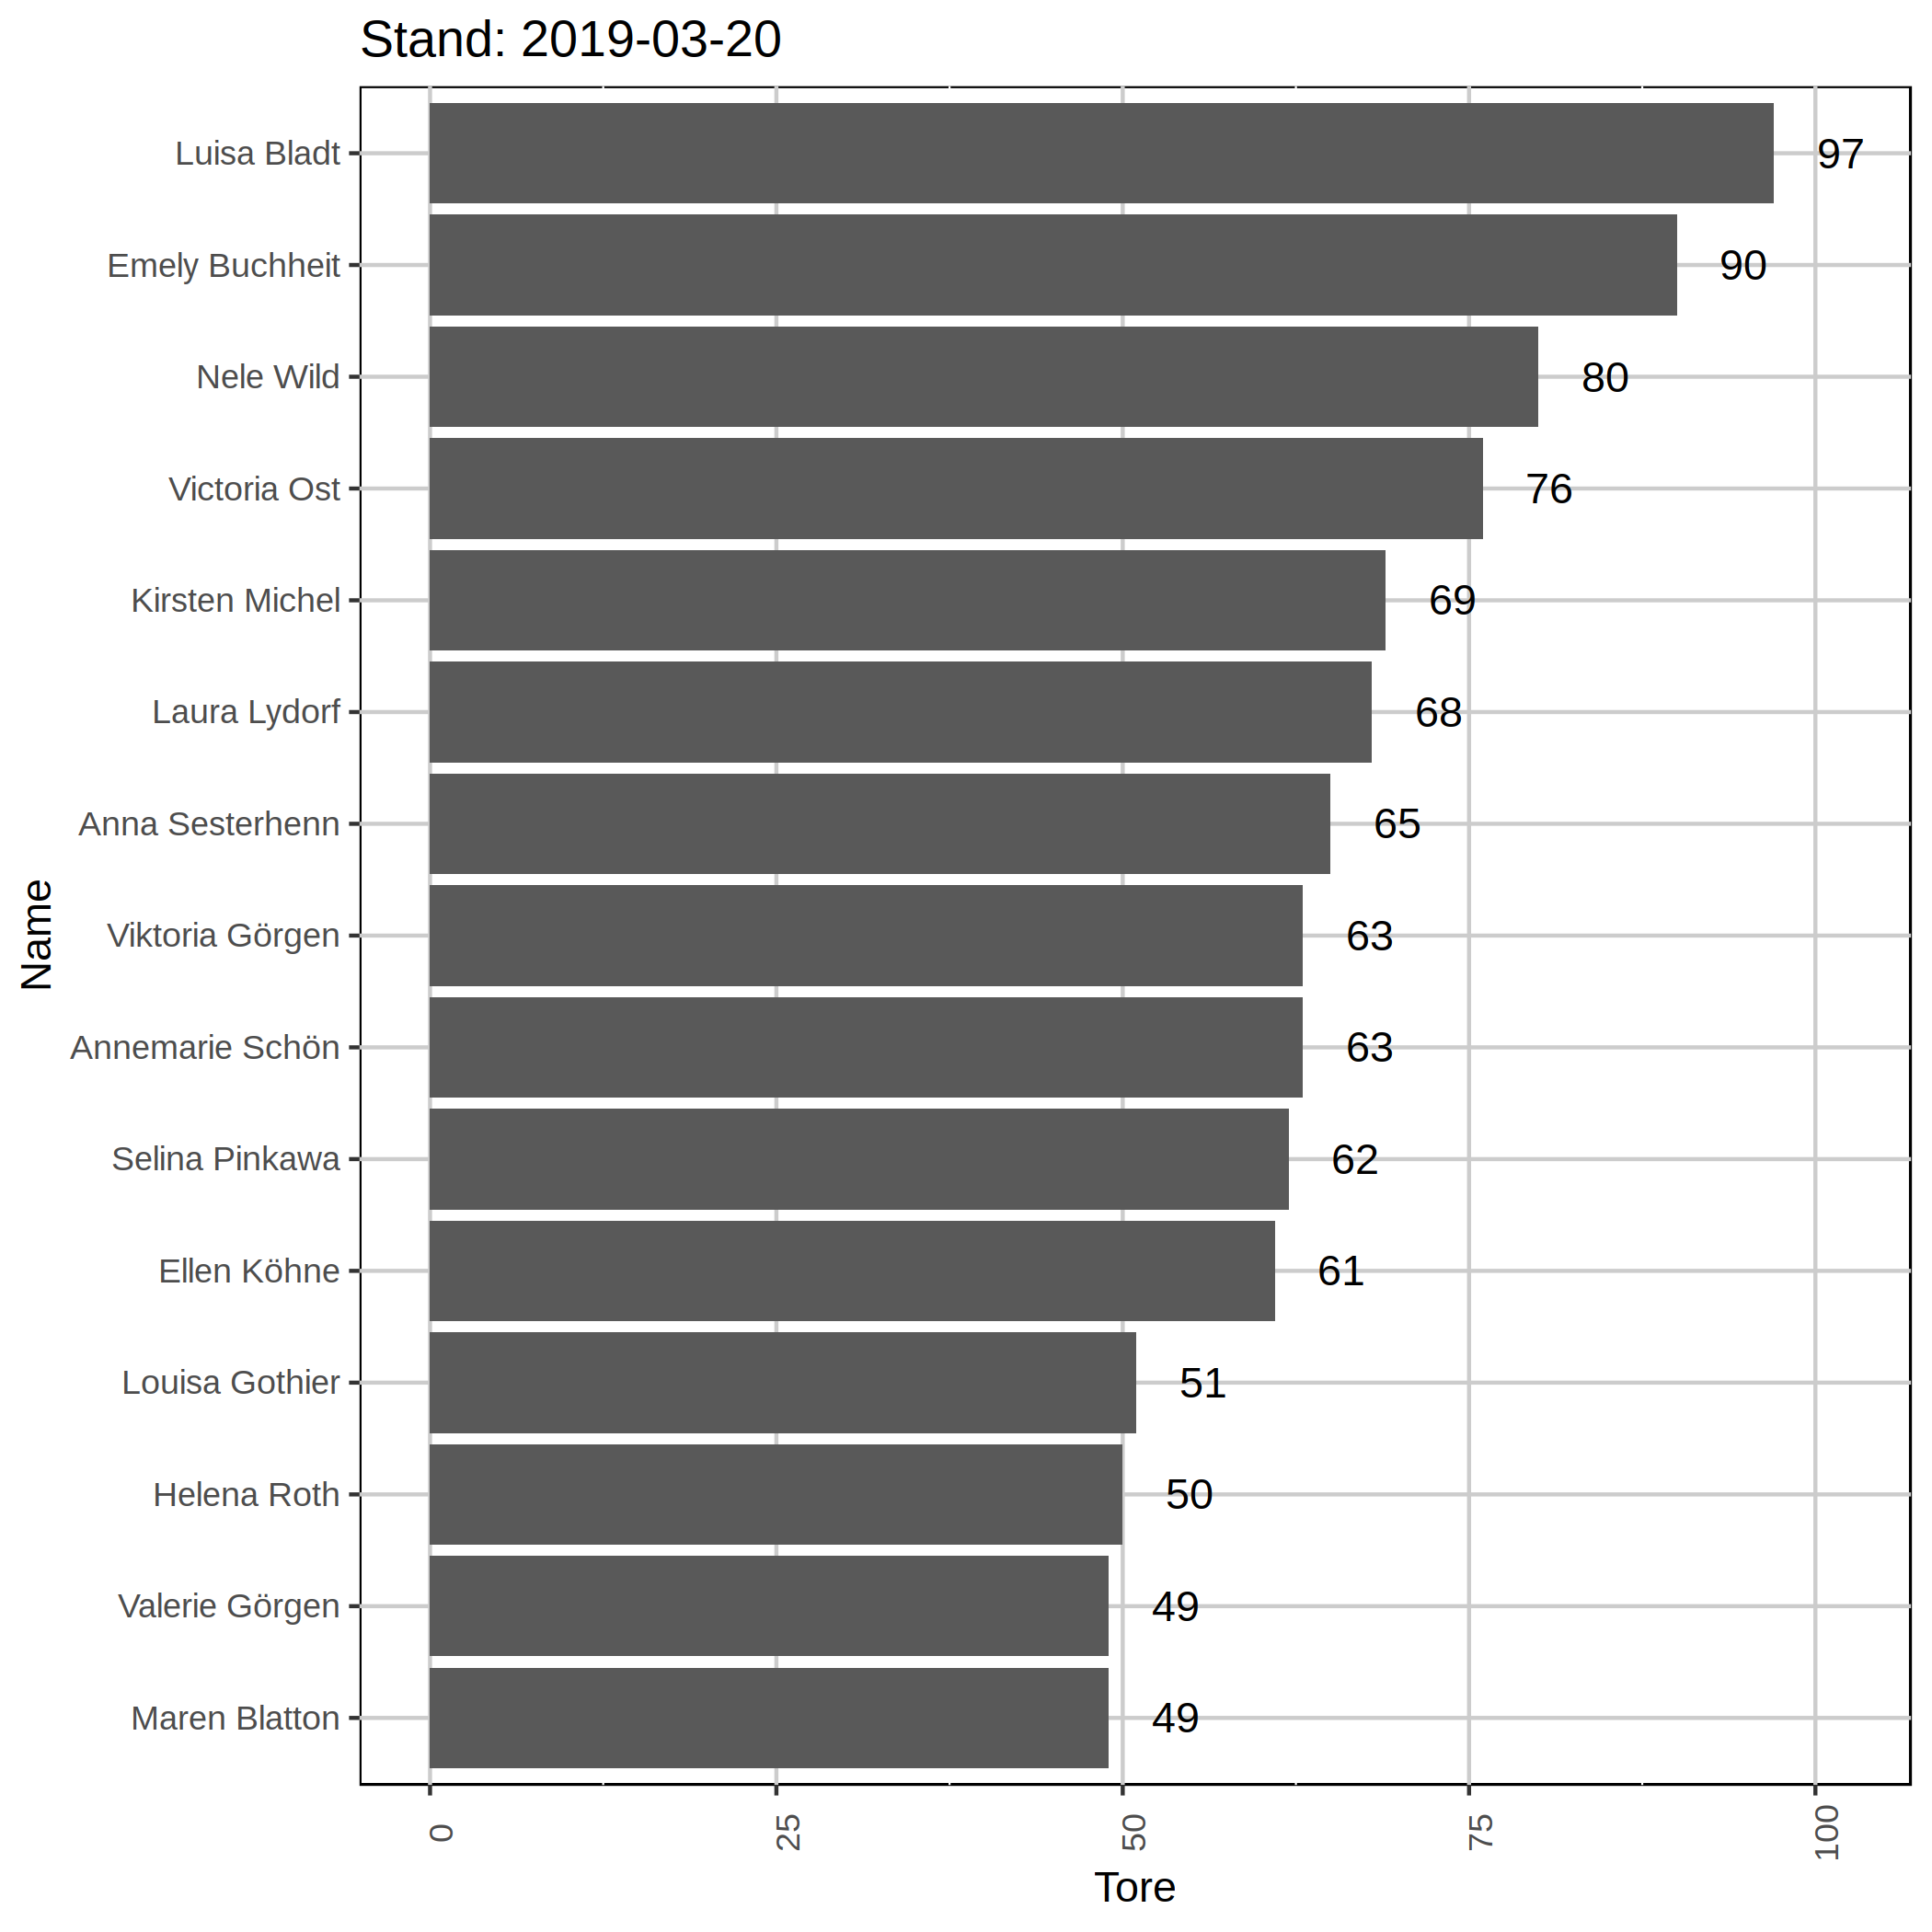 Stand: 2019-03-20
Luisa Bladt 97
Emely Buchheit 90
Nele Wild 80
Victoria Ost 76
Kirsten Michel 69
Laura Lydorf 68
Anna Sesterhenn 65
Viktoria Görgen 63
Annemarie Schön 63
Selina Pinkawa 62
Ellen Köhne 61
Louisa Gothier 51
Helena Roth 50
Valerie Görgen 49
Maren Blatton 49
Name
0 25 50 75 100
Tore